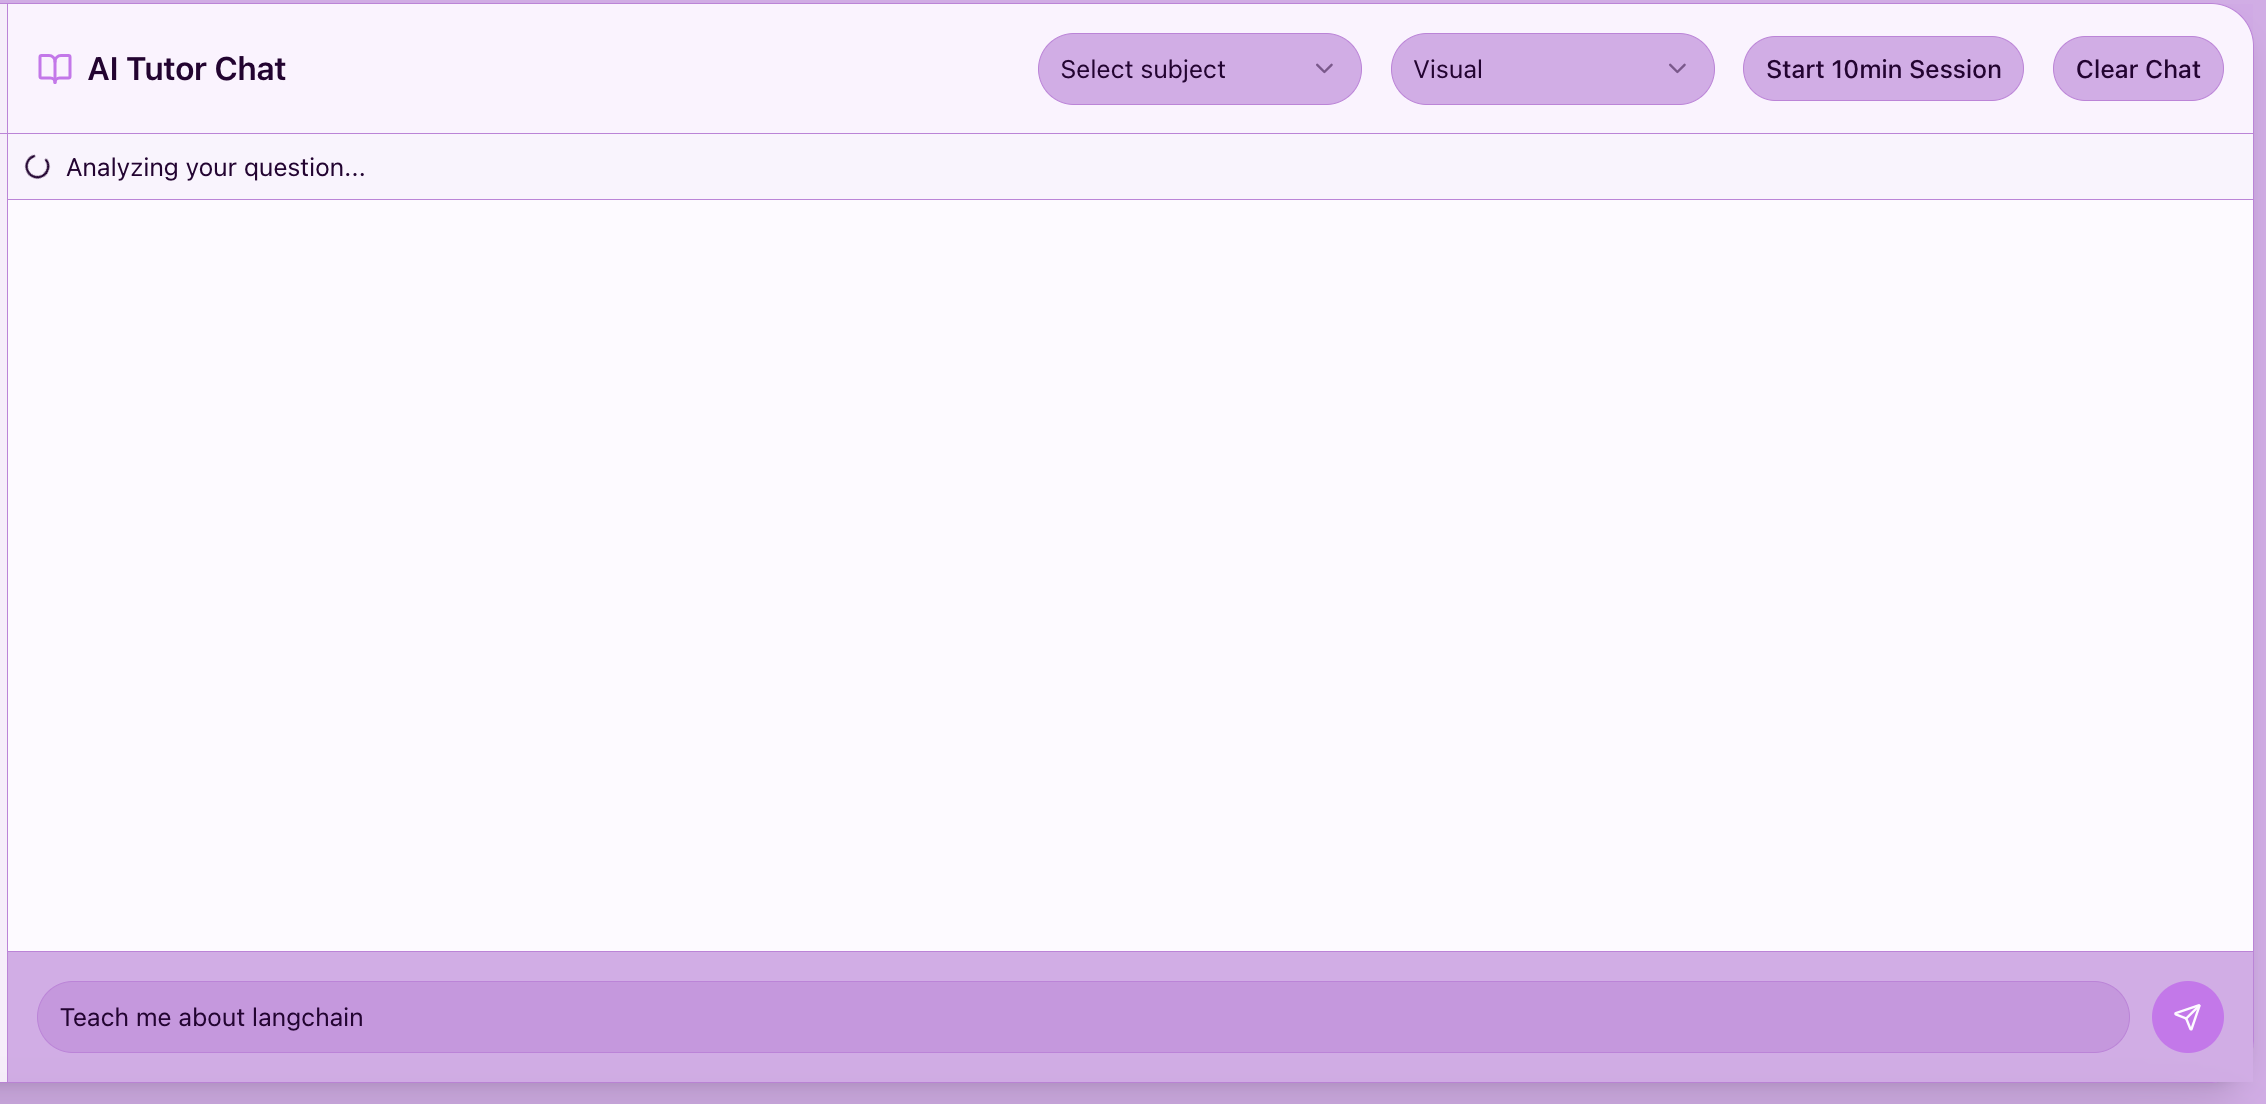 AI Tutor Chat
Select subject
Visual
Start 10min Session
Clear Chat
Analyzing your question...
Teach me about langchain